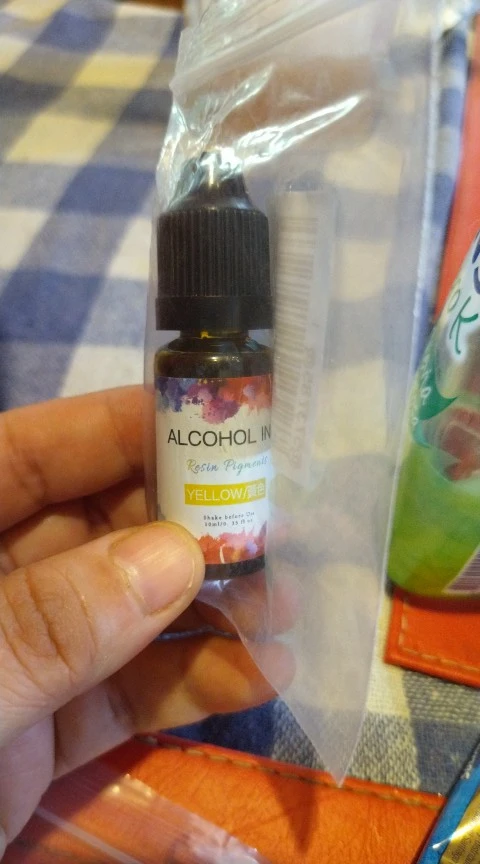 ALCOHOL IN
Resin Pigment
YELLOW/黄色
Shake before Use
10ml/0.35 fl oz